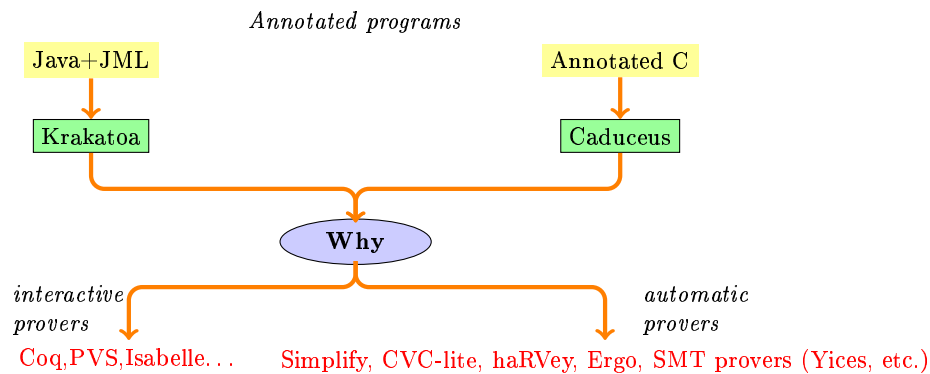 Annotated programs
Java+JML
Annotated C
Krakatoa
Caduceus
Why
interactive
provers
automatic
provers
Coq,PVS,Isabelle...
Simplify, CVC-lite, haRVey, Ergo, SMT provers (Yices, etc.)